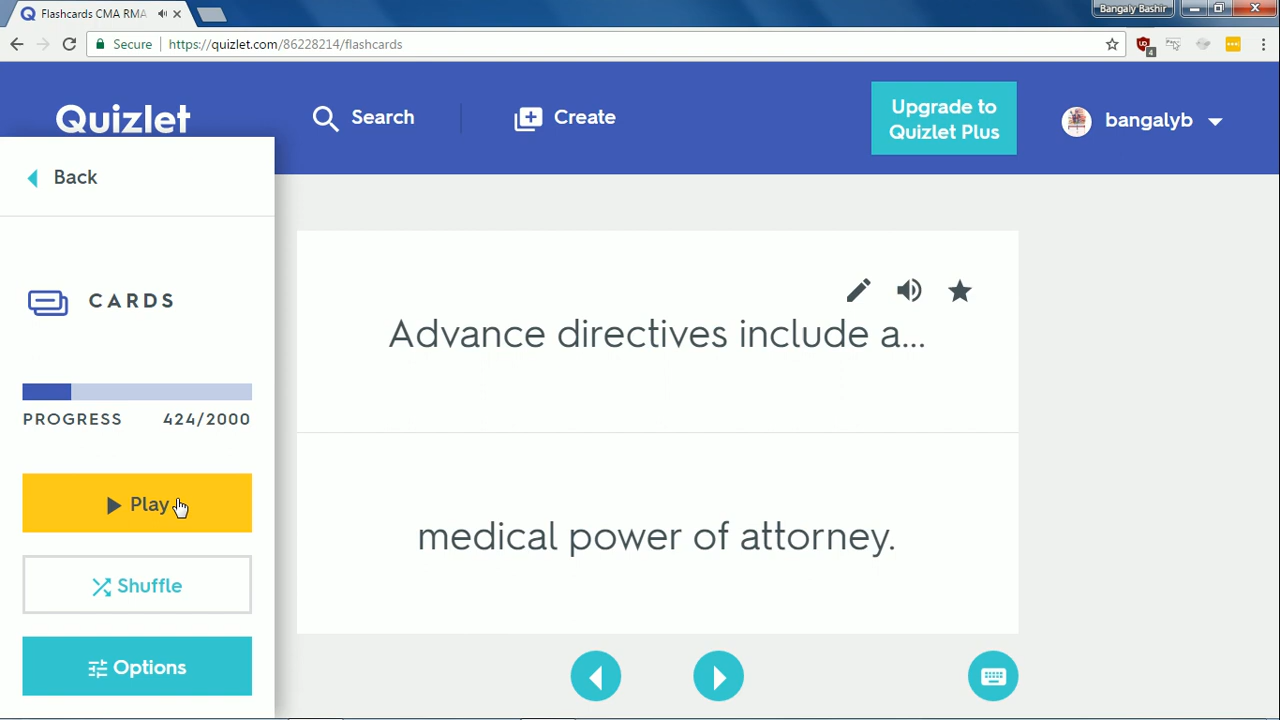 Flashcards CMA RMA
Bangaly Bashir
Secure
https://quizlet.com/86228214/flashcards
4
Quizlet
Search
Create
Upgrade to
Quizlet Plus
bangalyb
Back
CARDS
PROGRESS 424/2000
Play
Shuffle
Options
Advance directives include a...
medical power of attorney.